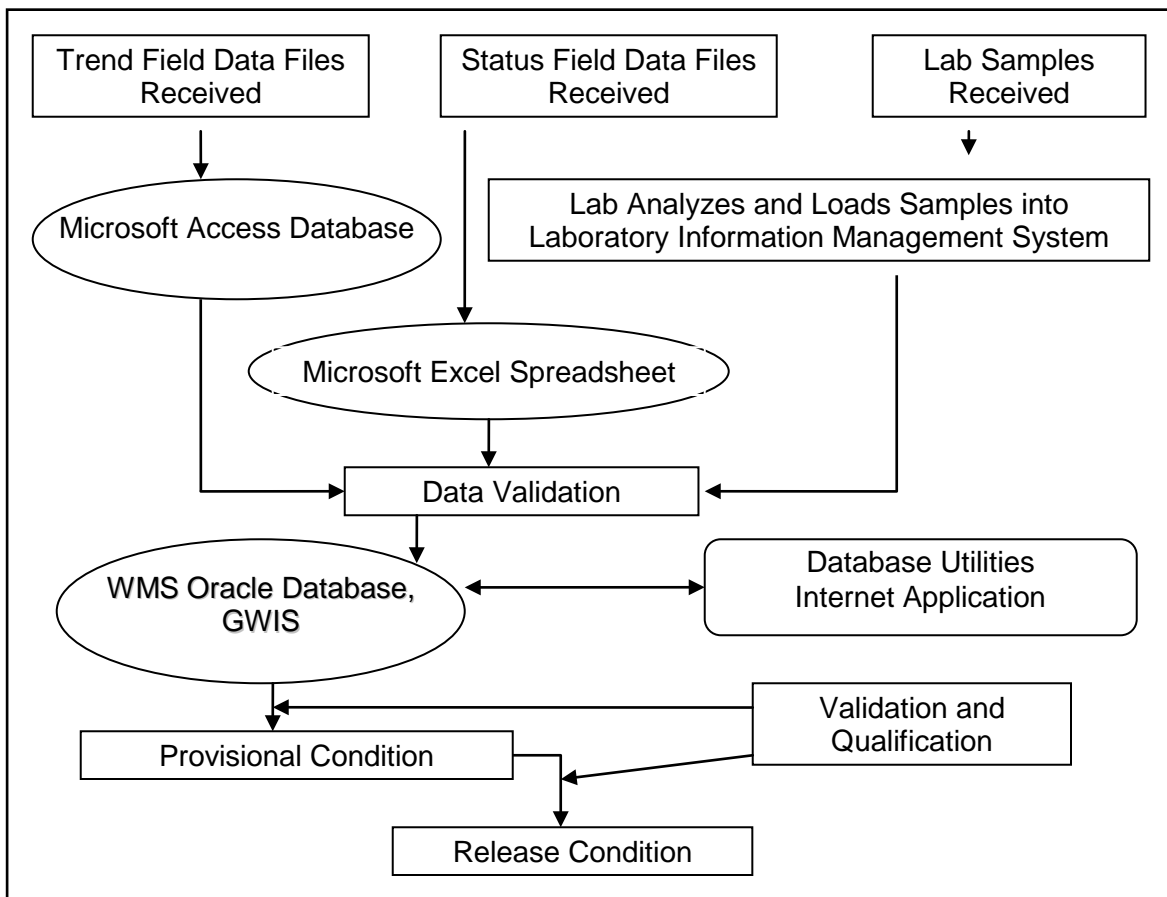 Trend Field Data Files
Received
Status Field Data Files
Received
Lab Samples
Received
Microsoft Access Database
Lab Analyzes and Loads Samples into
Laboratory Information Management System
Microsoft Excel Spreadsheet
Data Validation
WMS Oracle Database,
GWIS
Database Utilities
Internet Application
Validation and
Qualification
Provisional Condition
Release Condition